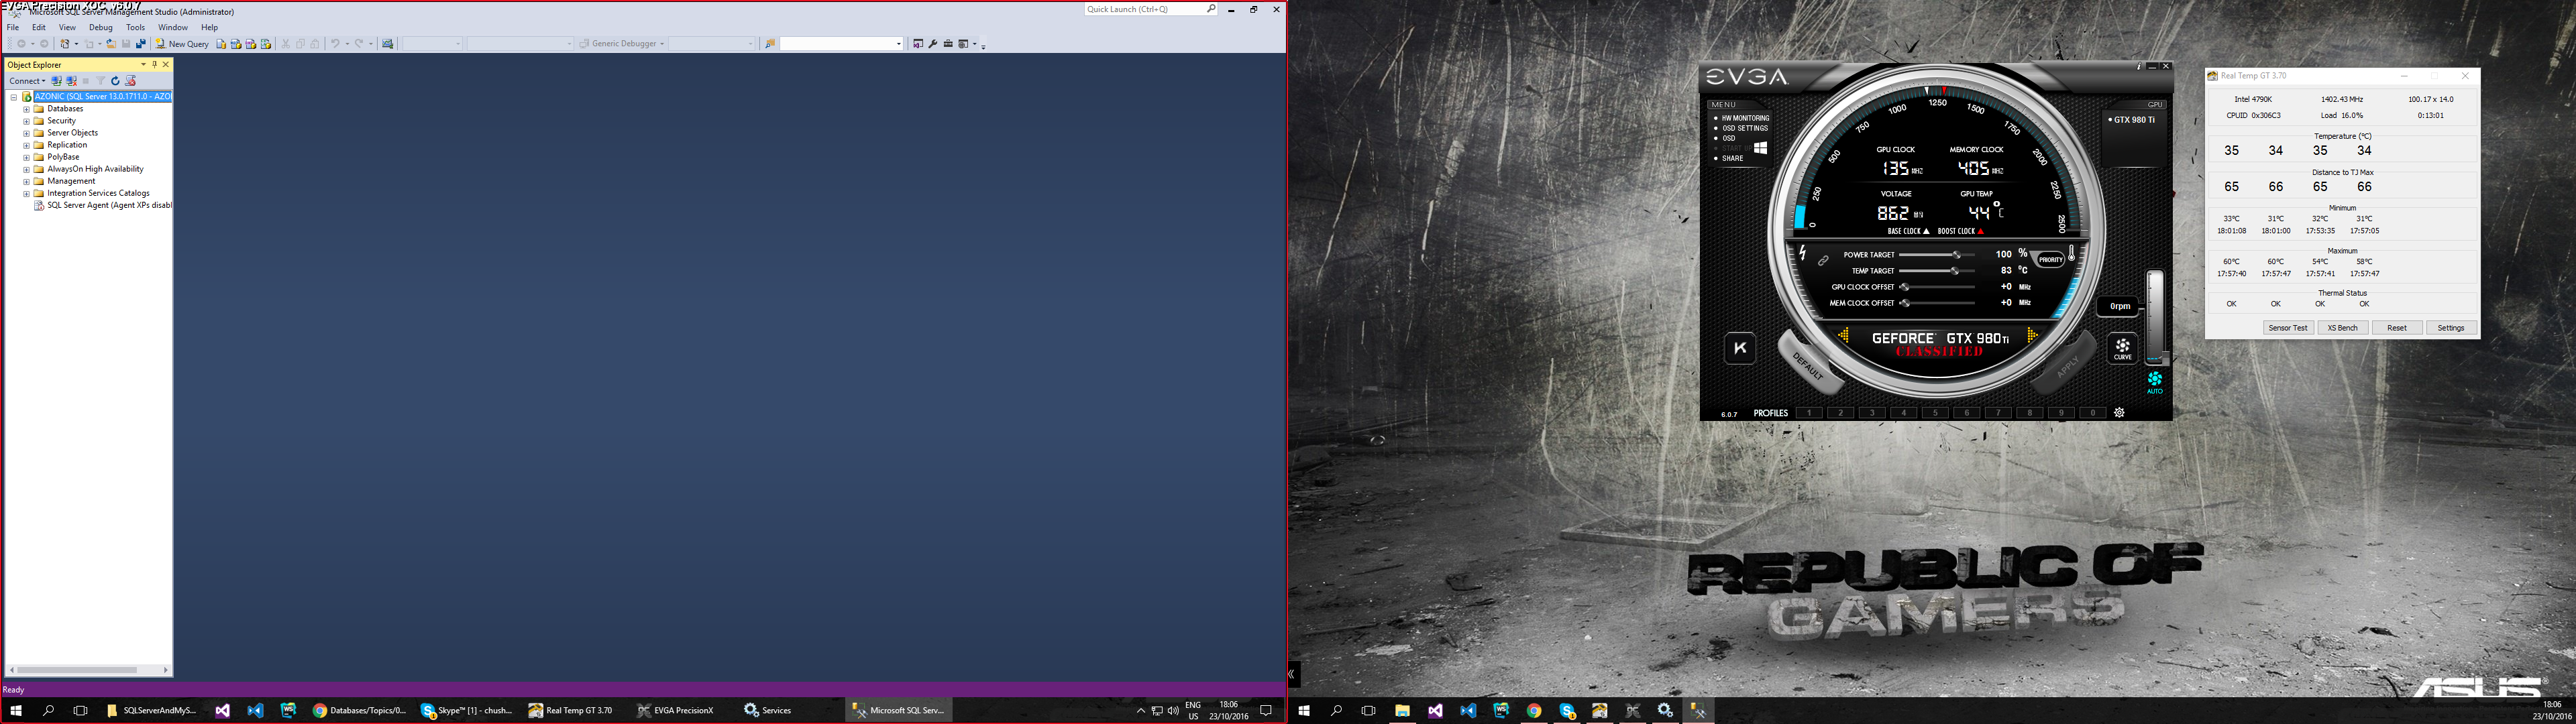 EVGA Precision XOC_v6.0.7
Microsoft SQL Server Management Studio (Administrator)
Quick Launch (Ctrl+Q)
File Edit View Debug Tools Window Help
New Query
Generic Debugger
Object Explorer
Connect
AZONIC (SQL Server 13.0.1711.0 - AZO
Databases
Security
Server Objects
Replication
PolyBase
AlwaysOn High Availability
Management
Integration Services Catalogs
SQL Server Agent (Agent XPs disabl
Ready
SQLServerAndMyS...
Databases/Topics/0...
Skype™ [1] - chush...
Real Temp GT 3.70
EVGA PrecisionX
Services
Microsoft SQL Serv...
ENG
US
18:06
23/10/2016
EVGA
MENU
HW MONITORING
OSD SETTINGS
OSD
START UP
SHARE
GPU
GTX 980 Ti
0 250 500 750 1000 1250 1500 1750 2000 2250 2500
GPU CLOCK MEMORY CLOCK
135 MHZ 405 MHZ
VOLTAGE GPU TEMP
862 °
44 C
BASE CLOCK BOOST CLOCK
POWER TARGET 100 %
PRIORITY
TEMP TARGET 83 °C
GPU CLOCK OFFSET +0 MHz
MEM CLOCK OFFSET +0 MHz
0rpm
GEFORCE GTX 980Ti
CLASSIFIED
K
DEFAULT
APPLY
CURVE
AUTO
6.0.7 PROFILES 1 2 3 4 5 6 7 8 9 0
Real Temp GT 3.70
Intel 4790K 1402.43 MHz 100.17 x 14.0
CPUID 0x306C3 Load 16.0% 0:13:01
Temperature (°C)
35 34 35 34
Distance to TJ Max
65 66 65 66
Minimum
33°C 31°C 32°C 31°C
18:01:08 18:01:00 17:53:35 17:57:05
Maximum
60°C 60°C 54°C 58°C
17:57:40 17:57:47 17:57:41 17:57:47
Thermal Status
OK OK OK OK
Sensor Test XS Bench Reset Settings
REPUBLIC OF
GAMERS
ASUS®
18:06
23/10/2016